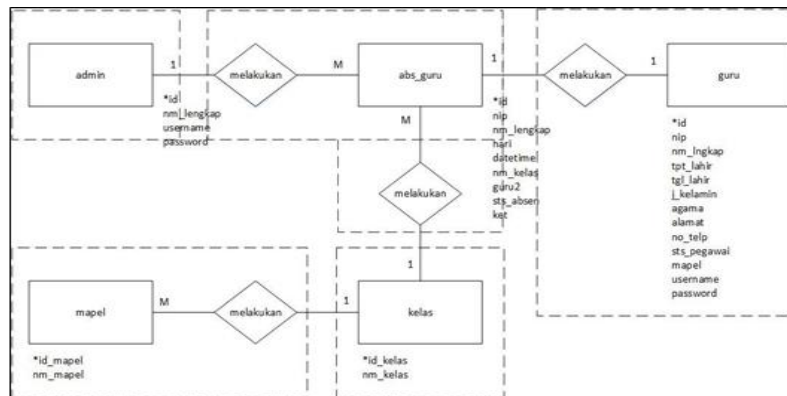 admin
1
melakukan
M
abs_guru
1
melakukan
1
guru
*id
nm_lengkap
username
password
M
*id
nip
nm_lengkap
hari
datetime
nm_kelas
guru2
sts_absen
ket
*id
nip
nm_lngkap
tpt_lahir
tgl_lahir
j_kelamin
agama
alamat
no_telp
sts_pegawai
mapel
username
password
melakukan
1
mapel
M
melakukan
1
kelas
*id_mapel
nm_mapel
*id_kelas
nm_kelas